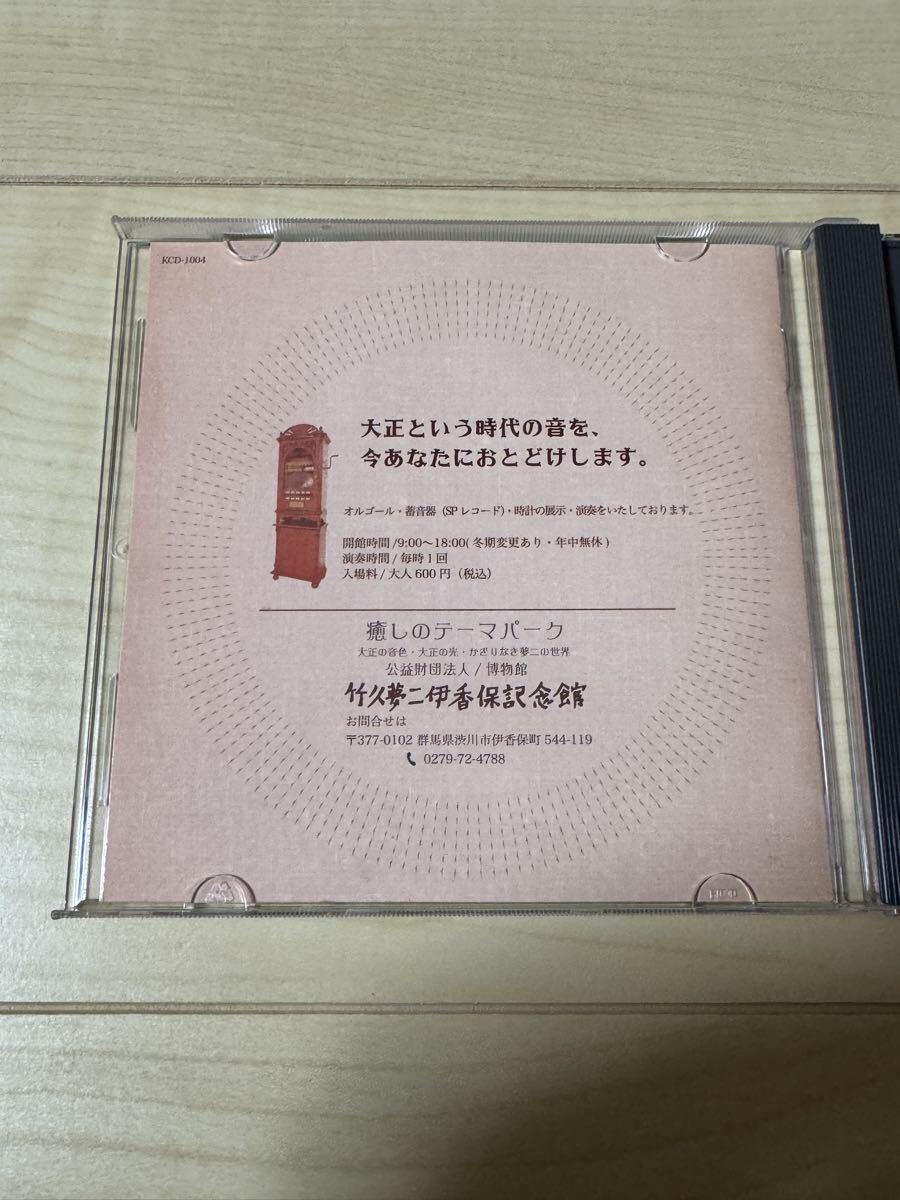 KCD-1004
大正という時代の音を、
今あなたにおとどけします。
オルゴール・蓄音器（SPレコード）・時計の展示・演奏をいたしております。
開館時間/9:00〜18:00(冬期変更あり・年中無休)
演奏時間/毎時1回
入場料/大人600円（税込）
癒しのテーマパーク
大正の音色・大正の光・かざりなき夢二の世界
公益財団法人/博物館
竹久夢二伊香保記念館
お問合せは
〒377-0102 群馬県渋川市伊香保町544-119
0279-72-4788